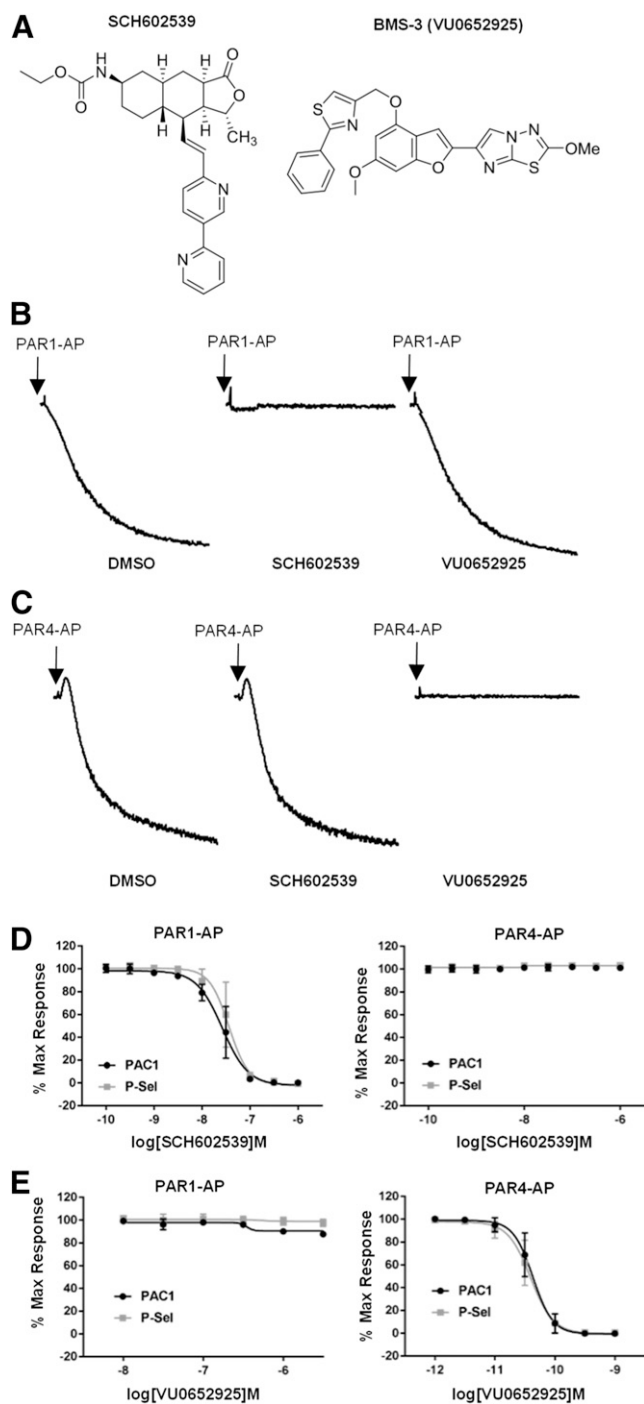 A
SCH602539
BMS-3 (VU0652925)
O
H
N
O
H
H
H
H
O
O
CH3
N
N
S
N
O
O
O
N
N
N
S
OMe
B
PAR1-AP
PAR1-AP
PAR1-AP
DMSO
SCH602539
VU0652925
C
PAR4-AP
PAR4-AP
PAR4-AP
DMSO
SCH602539
VU0652925
D
PAR1-AP
% Max Response
120
100
80
60
40
20
0
-20
PAC1
P-Sel
-10 -9 -8 -7 -6
log[SCH602539]M
PAR4-AP
% Max Response
120
100
80
60
40
20
0
-20
PAC1
P-Sel
-10 -9 -8 -7 -6
log[SCH602539]M
E
PAR1-AP
% Max Response
120
100
80
60
40
20
0
-20
PAC1
P-Sel
-8 -7 -6
log[VU0652925]M
PAR4-AP
% Max Response
120
100
80
60
40
20
0
-20
PAC1
P-Sel
-12 -11 -10 -9
log[VU0652925]M